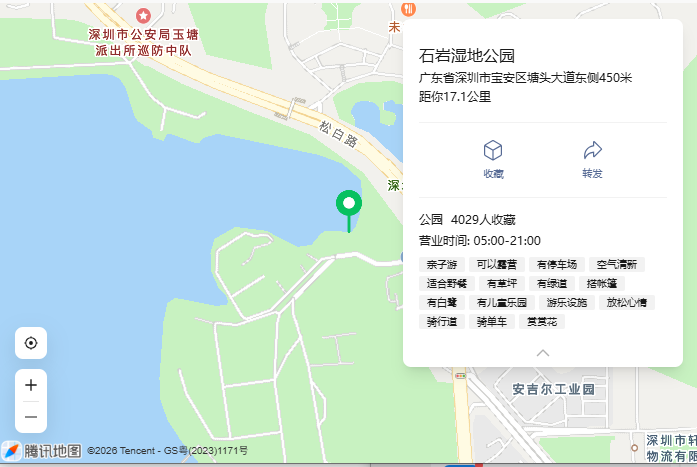 深圳市公安局玉塘
派出所巡防中队
未
松白路
深
石岩湿地公园
广东省深圳市宝安区塘头大道东侧450米
距你17.1公里
收藏
转发
公园 4029人收藏
营业时间: 05:00-21:00
亲子游 可以露营 有停车场 空气清新
适合野餐 有草坪 有绿道 搭帐篷
有白鹭 有儿童乐园 游乐设施 放松心情
骑行道 骑单车 赏赏花
安吉尔工业园
深圳市轩
物流有限
腾讯地图 ©2026 Tencent - GS粤(2023)1171号